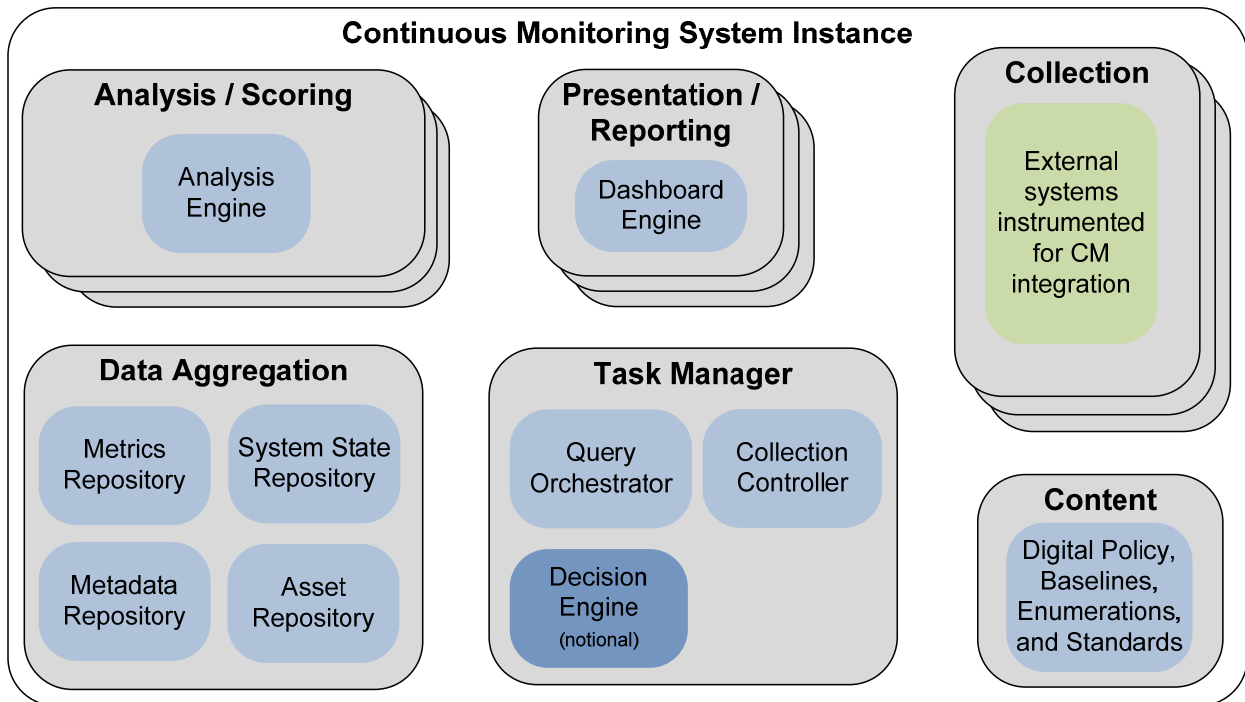 Continuous Monitoring System Instance
Analysis / Scoring
Analysis
Engine
Presentation /
Reporting
Dashboard
Engine
Collection
External
systems
instrumented
for CM
integration
Data Aggregation
Metrics
Repository
System State
Repository
Metadata
Repository
Asset
Repository
Task Manager
Query
Orchestrator
Collection
Controller
Decision
Engine
(notional)
Content
Digital Policy,
Baselines,
Enumerations,
and Standards